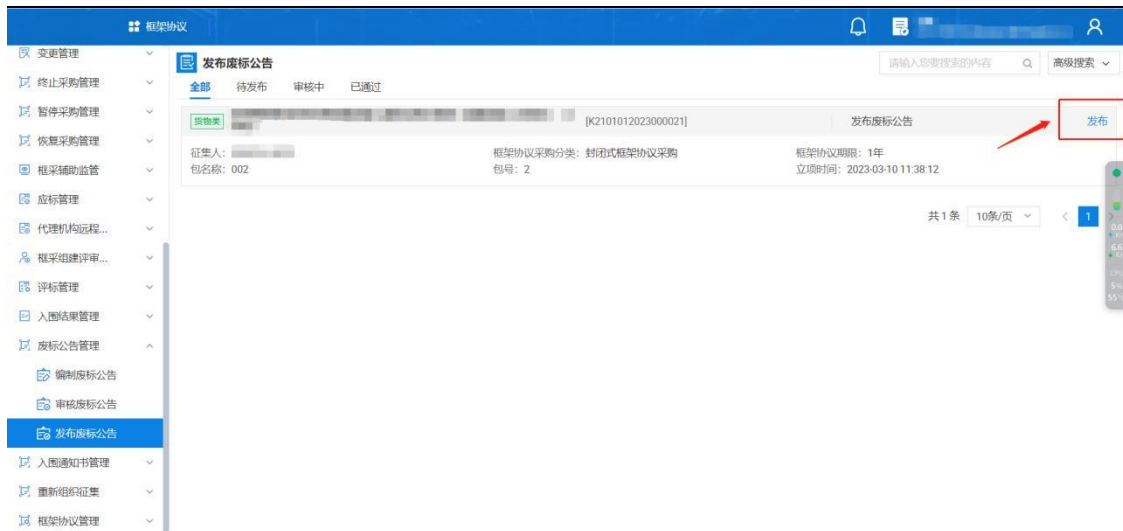 框架协议
变更管理
终止采购管理
暂停采购管理
恢复采购管理
框采辅助监管
应标管理
代理机构远程...
框采组建评审...
评标管理
入围结果管理
废标公告管理
编制废标公告
审核废标公告
发布废标公告
入围通知书管理
重新组织征集
框架协议管理
发布废标公告
请输入您要搜索的内容
高级搜索
全部 待发布 审核中 已通过
货物类 [K2101012023000021] 发布废标公告 发布
征集人: 框架协议采购分类: 封闭式框架协议采购 框架协议期限: 1年
包名称: 002 包号: 2 立项时间: 2023-03-10 11:38:12
共1条 10条/页 < 1 >